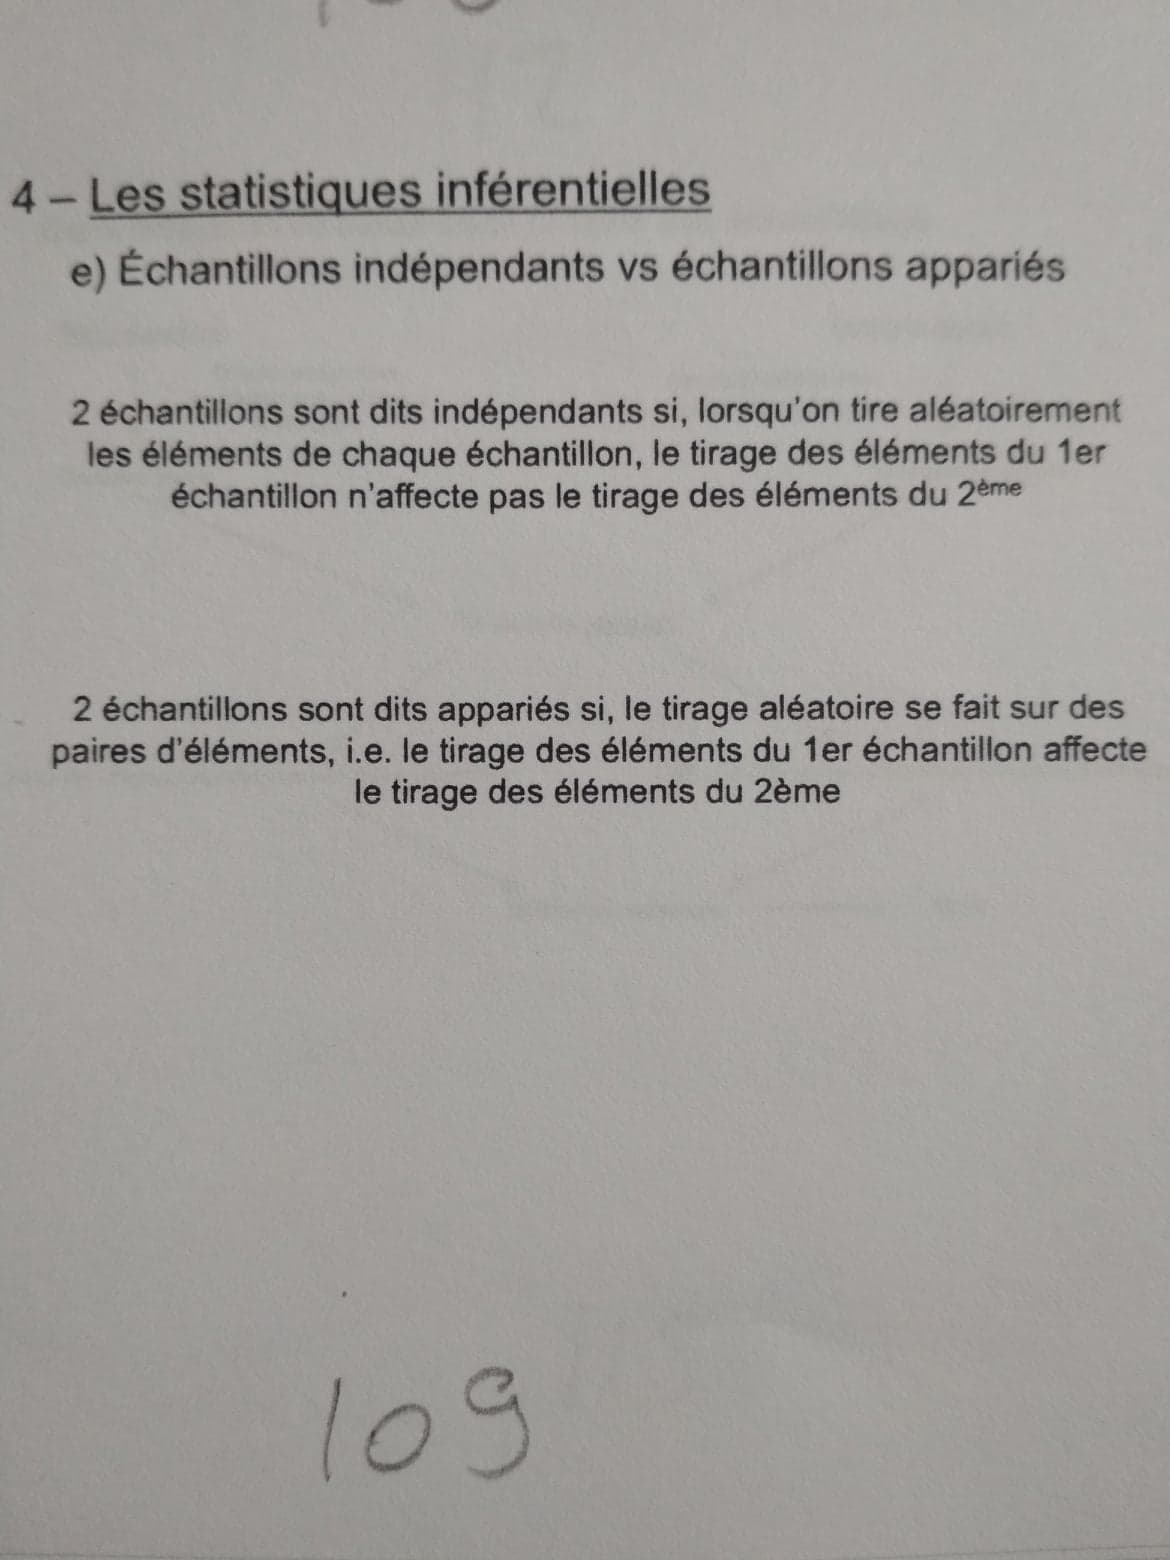 4 – Les statistiques inférentielles
e) Échantillons indépendants vs échantillons appariés
2 échantillons sont dits indépendants si, lorsqu'on tire aléatoirement
les éléments de chaque échantillon, le tirage des éléments du 1er
échantillon n'affecte pas le tirage des éléments du 2ème
2 échantillons sont dits appariés si, le tirage aléatoire se fait sur des
paires d'éléments, i.e. le tirage des éléments du 1er échantillon affecte
le tirage des éléments du 2ème
109